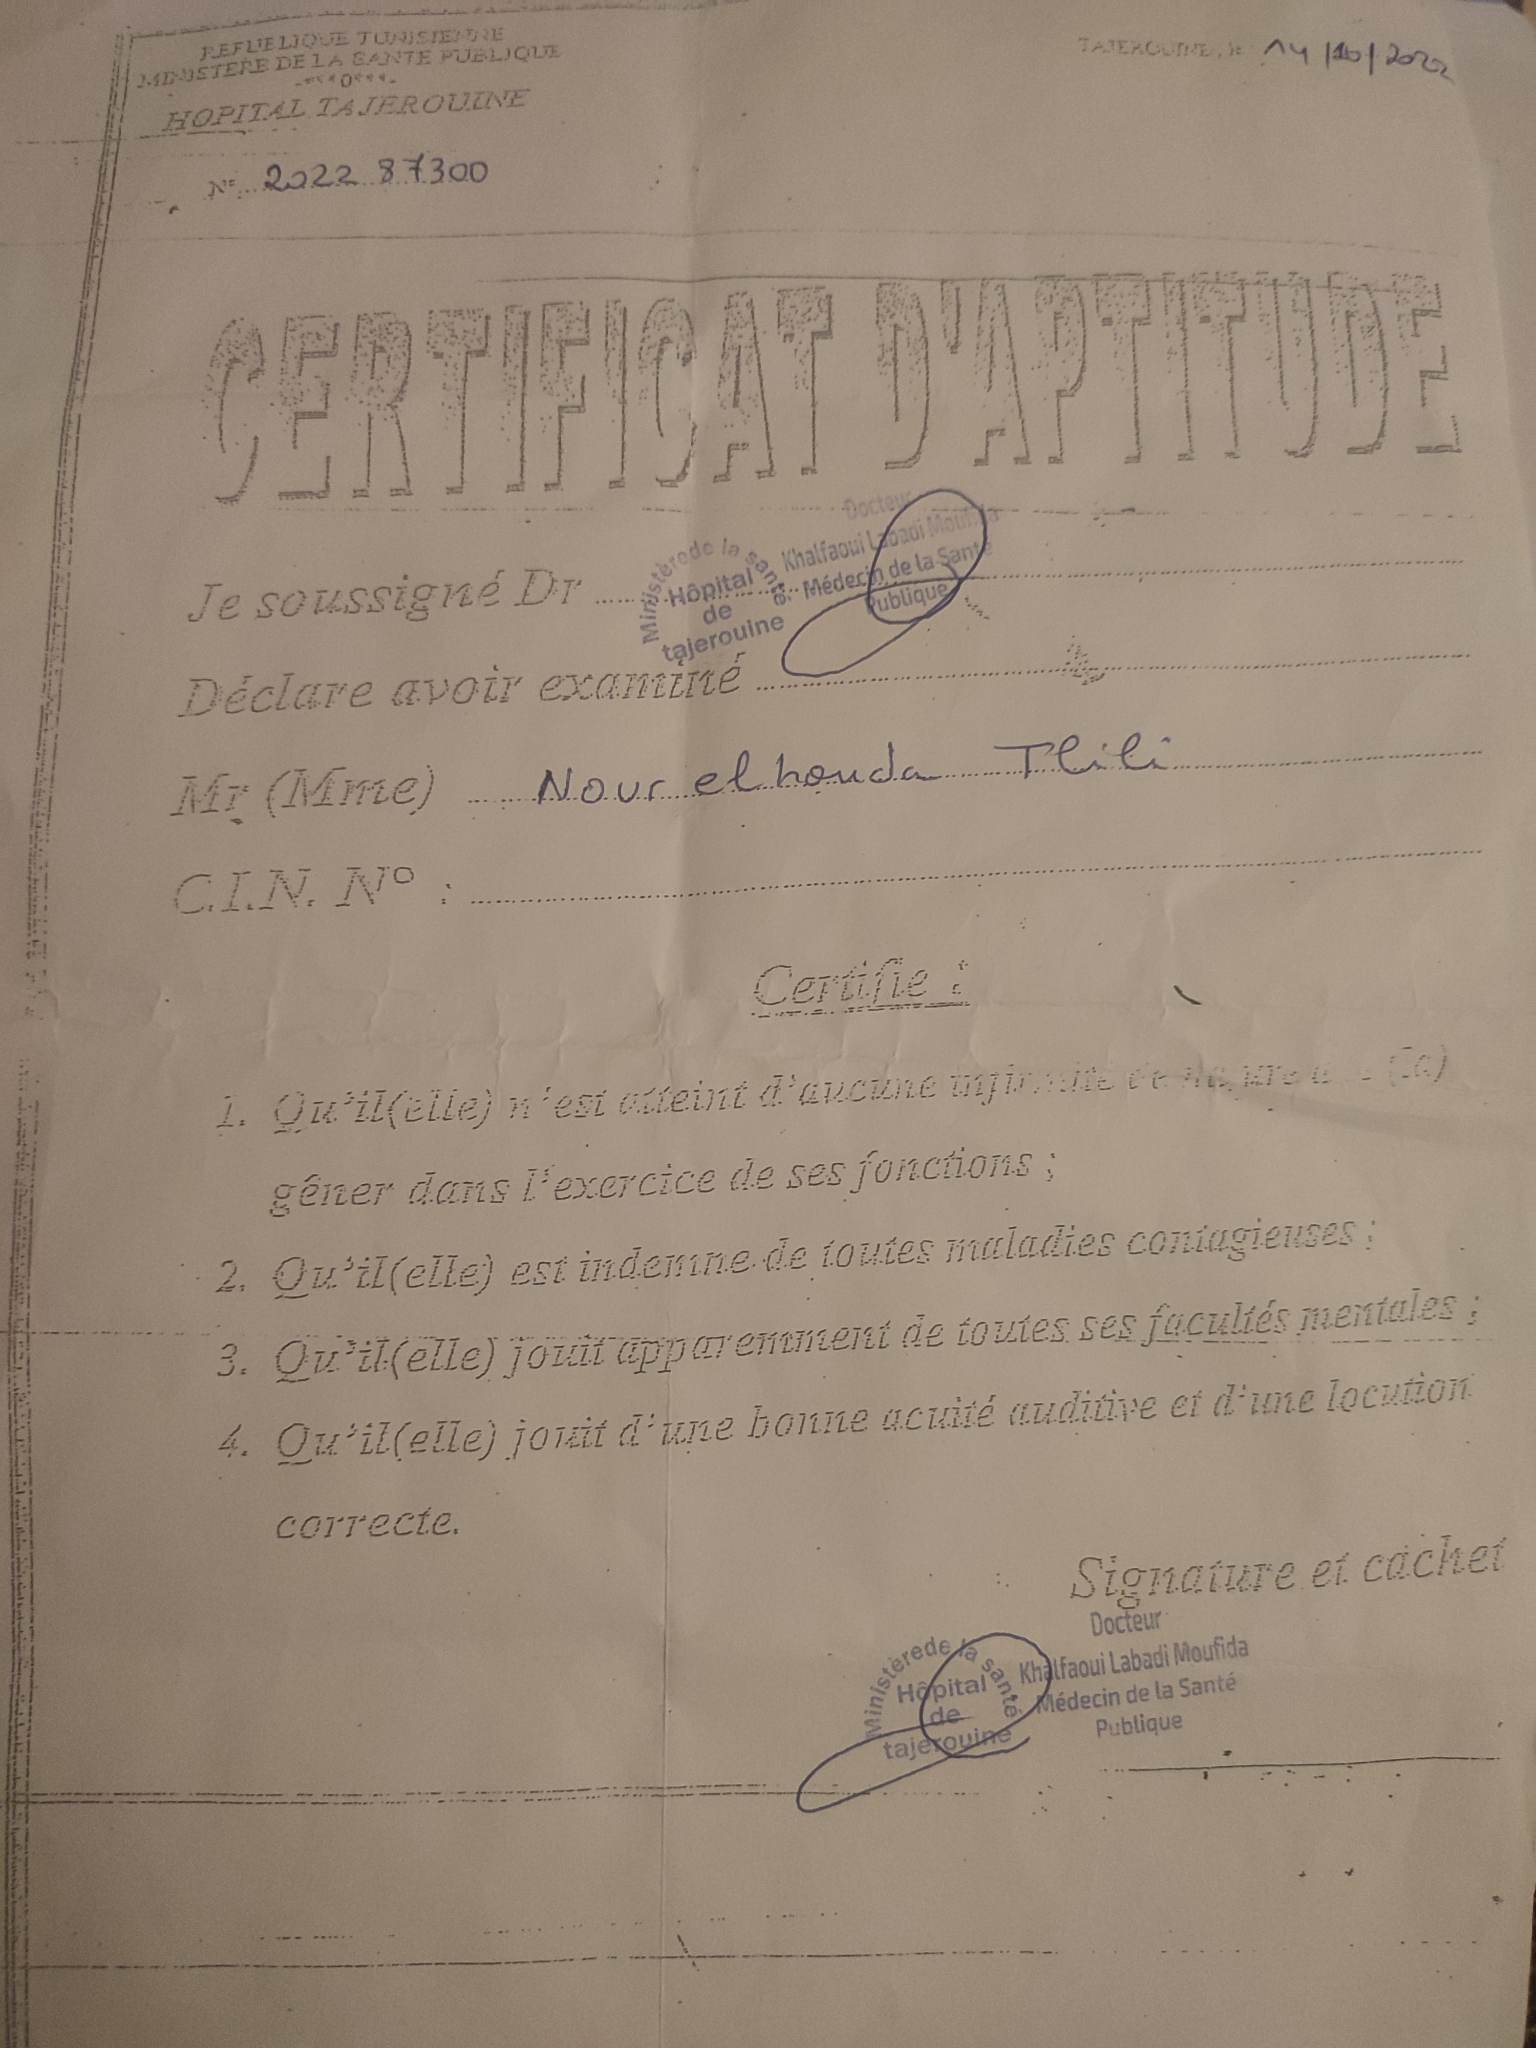 REPUBLIQUE TUNISIENNE
MINISTERE DE LA SANTE PUBLIQUE
-***0***-
HOPITAL TAJEROUINE
TAJEROUINE, le 14/10/2022
N° 2022 87300
CERTIFICAT D'APTITUDE
Docteur
Khalfaoui Labadi Moufida
Médecin de la Santé
Publique
Ministère de la santé
Hôpital
de
tajerouine
Je soussigné Dr
Déclare avoir examiné
Mr (Mme) Nour elhouda Tlili
C.I.N. N° :
Certifie :
1. Qu'il(elle) n'est atteint d'aucune infirmité de nature à (la)
gêner dans l'exercice de ses fonctions ;
2. Qu'il(elle) est indemne de toutes maladies contagieuses ;
3. Qu'il(elle) jouit apparemment de toutes ses facultés mentales ;
4. Qu'il(elle) jouit d'une bonne acuité auditive et d'une locution
correcte.
Signature et cachet
Docteur
Khalfaoui Labadi Moufida
Médecin de la Santé
Publique
Ministère de la santé
Hôpital
de
tajerouine